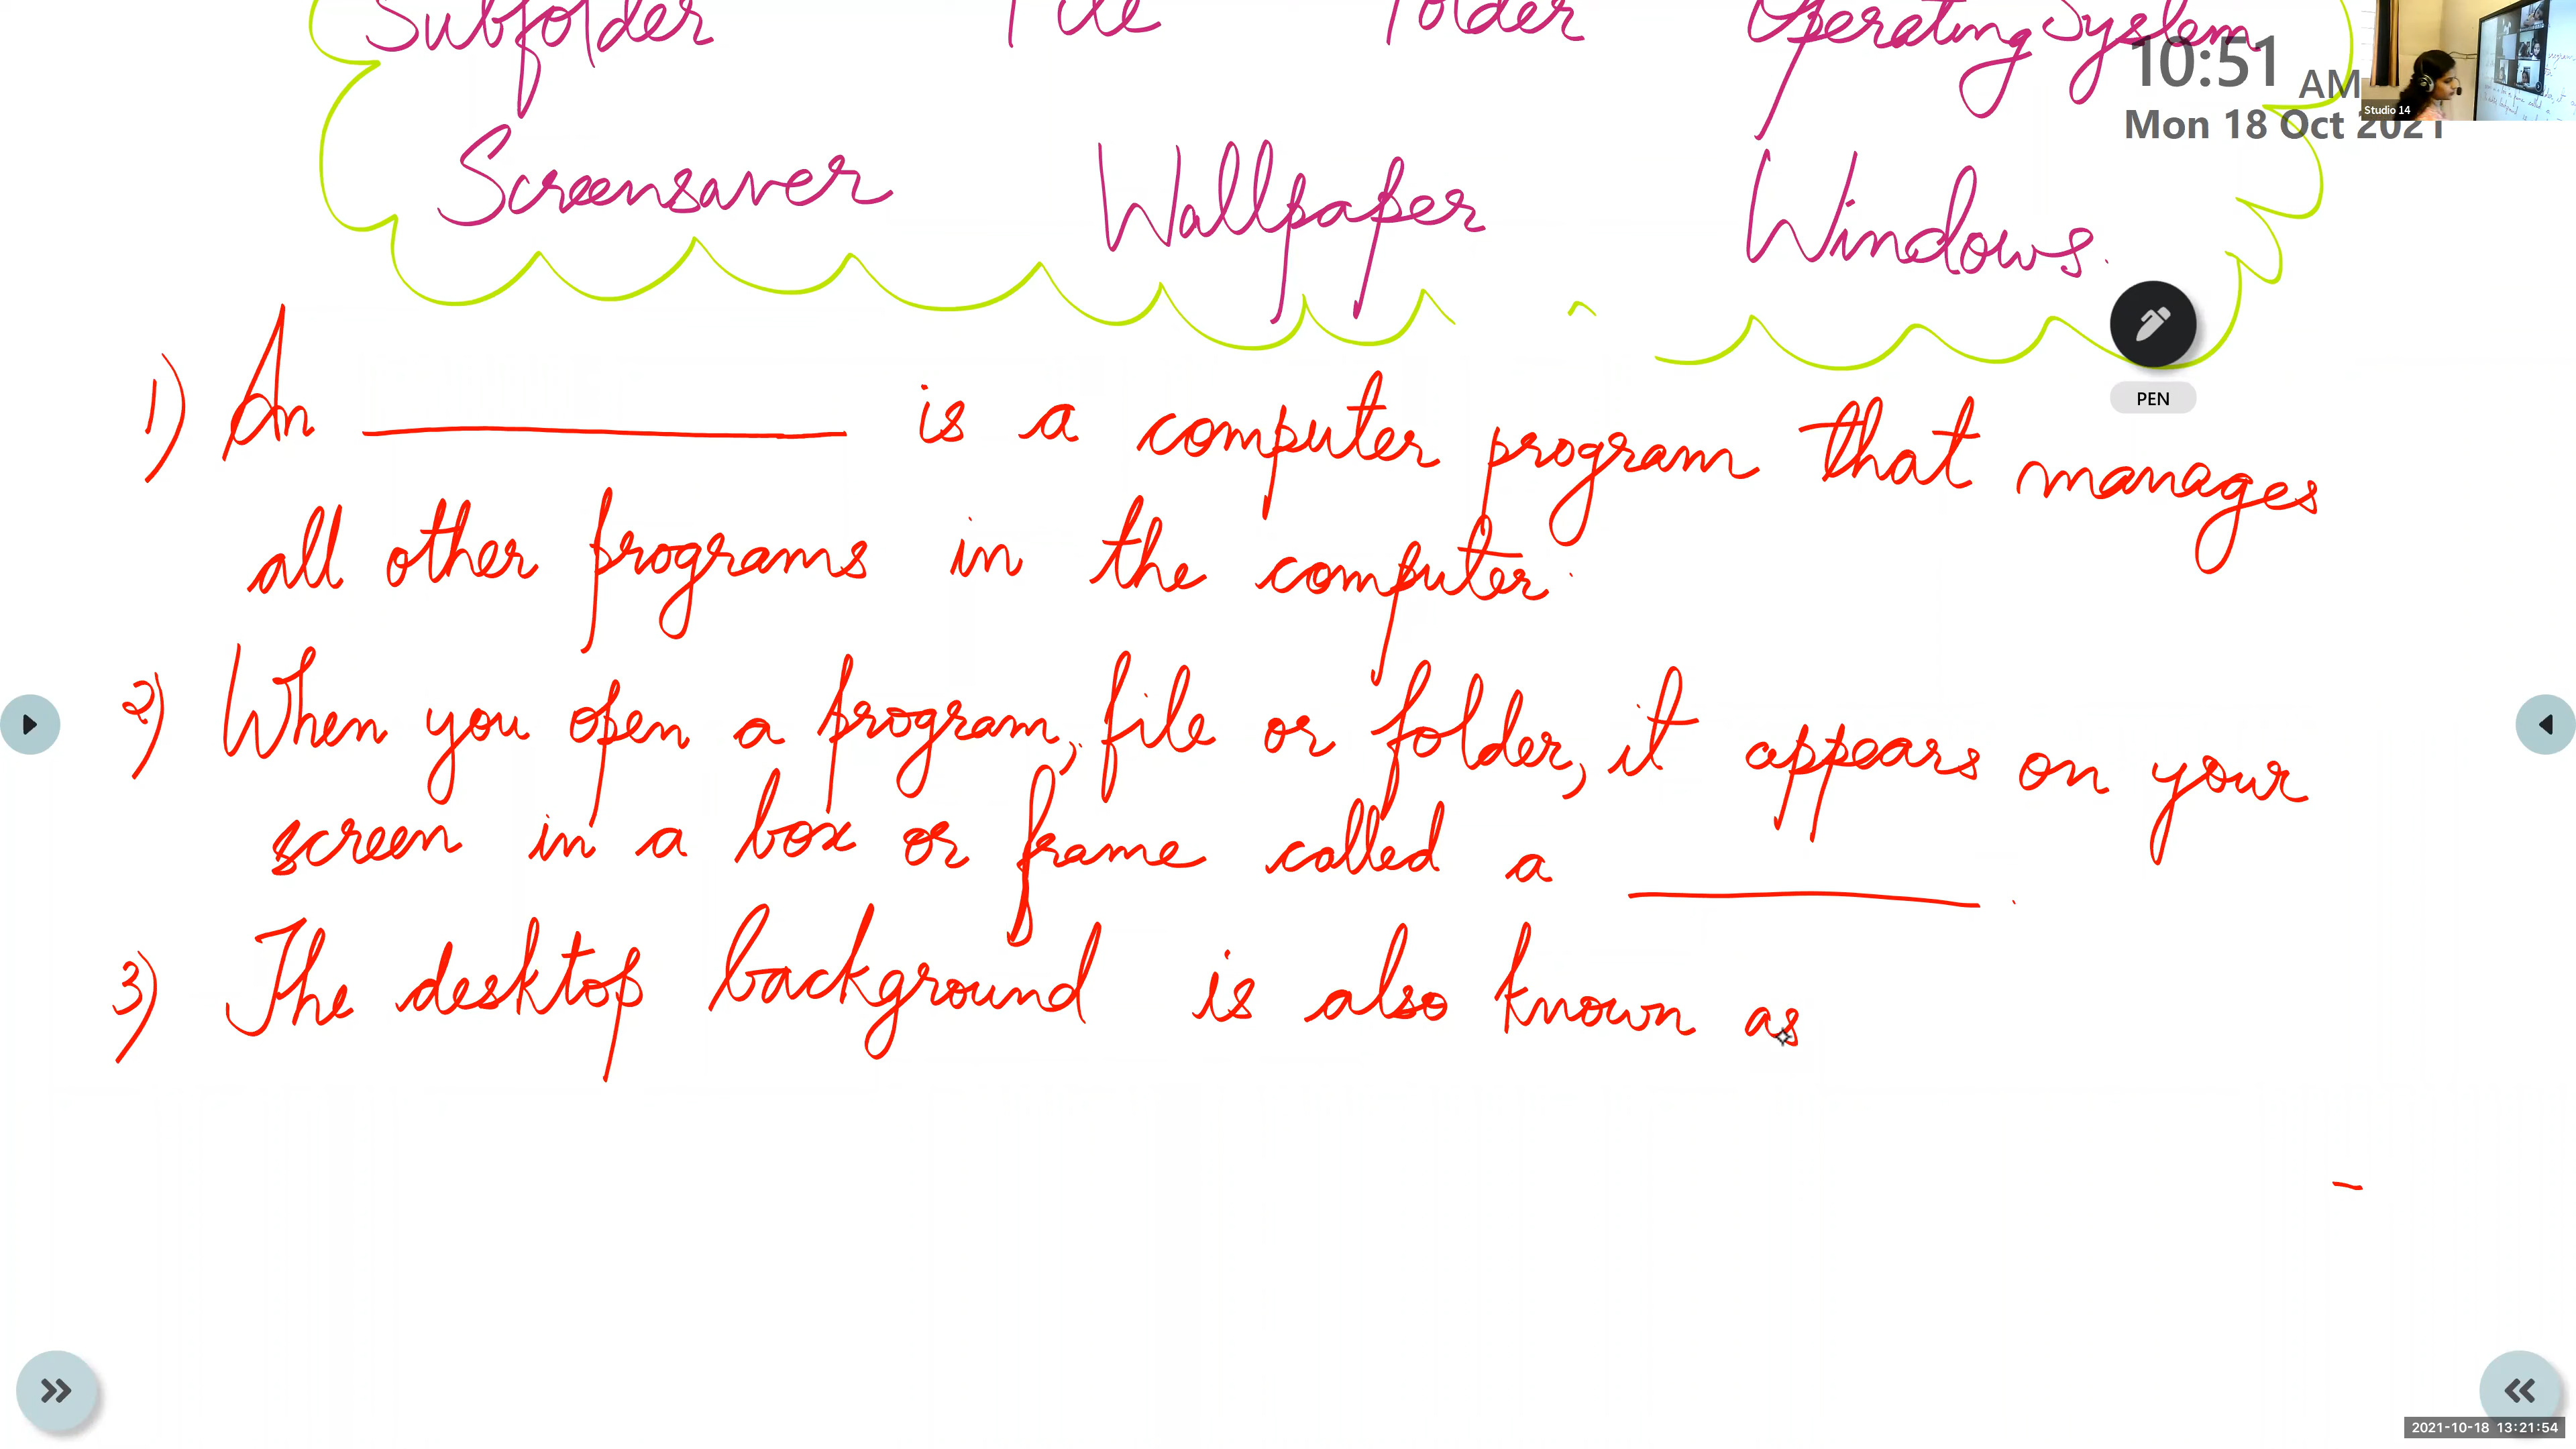 Subfolder File Folder Operating System
10:51 AM
Studio 14
Mon 18 Oct 2021
Screensaver Wallpaper Windows.
PEN
1) An __________ is a computer program that manages
all other programs in the computer.
2) When you open a program, file or folder, it appears on your
screen in a box or frame called a ________.
3) The desktop background is also known as
2021-10-18 13:21:54